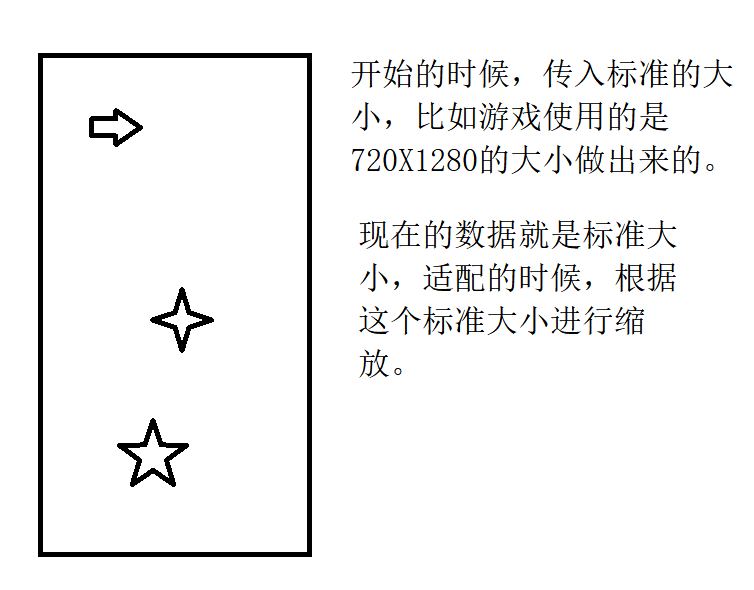 开始的时候，传入标准的大
小，比如游戏使用的是
720X1280的大小做出来的。
现在的数据就是标准大
小，适配的时候，根据
这个标准大小进行缩
放。